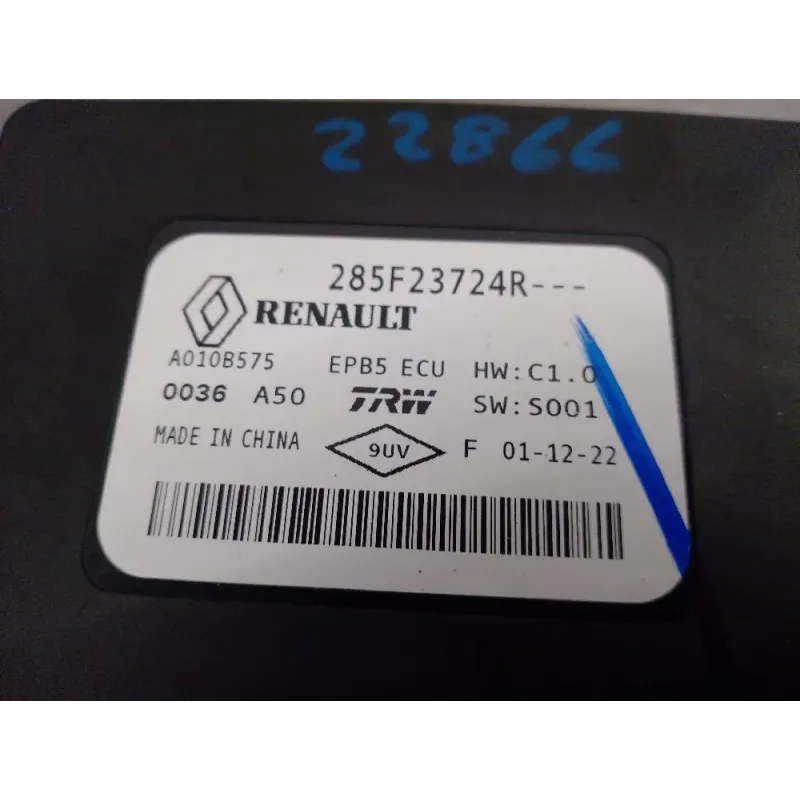 22866
285F23724R---
RENAULT
A010B575 EPB5 ECU HW:C1.0
0036 A50 TRW SW:S001
MADE IN CHINA 9UV F 01-12-22